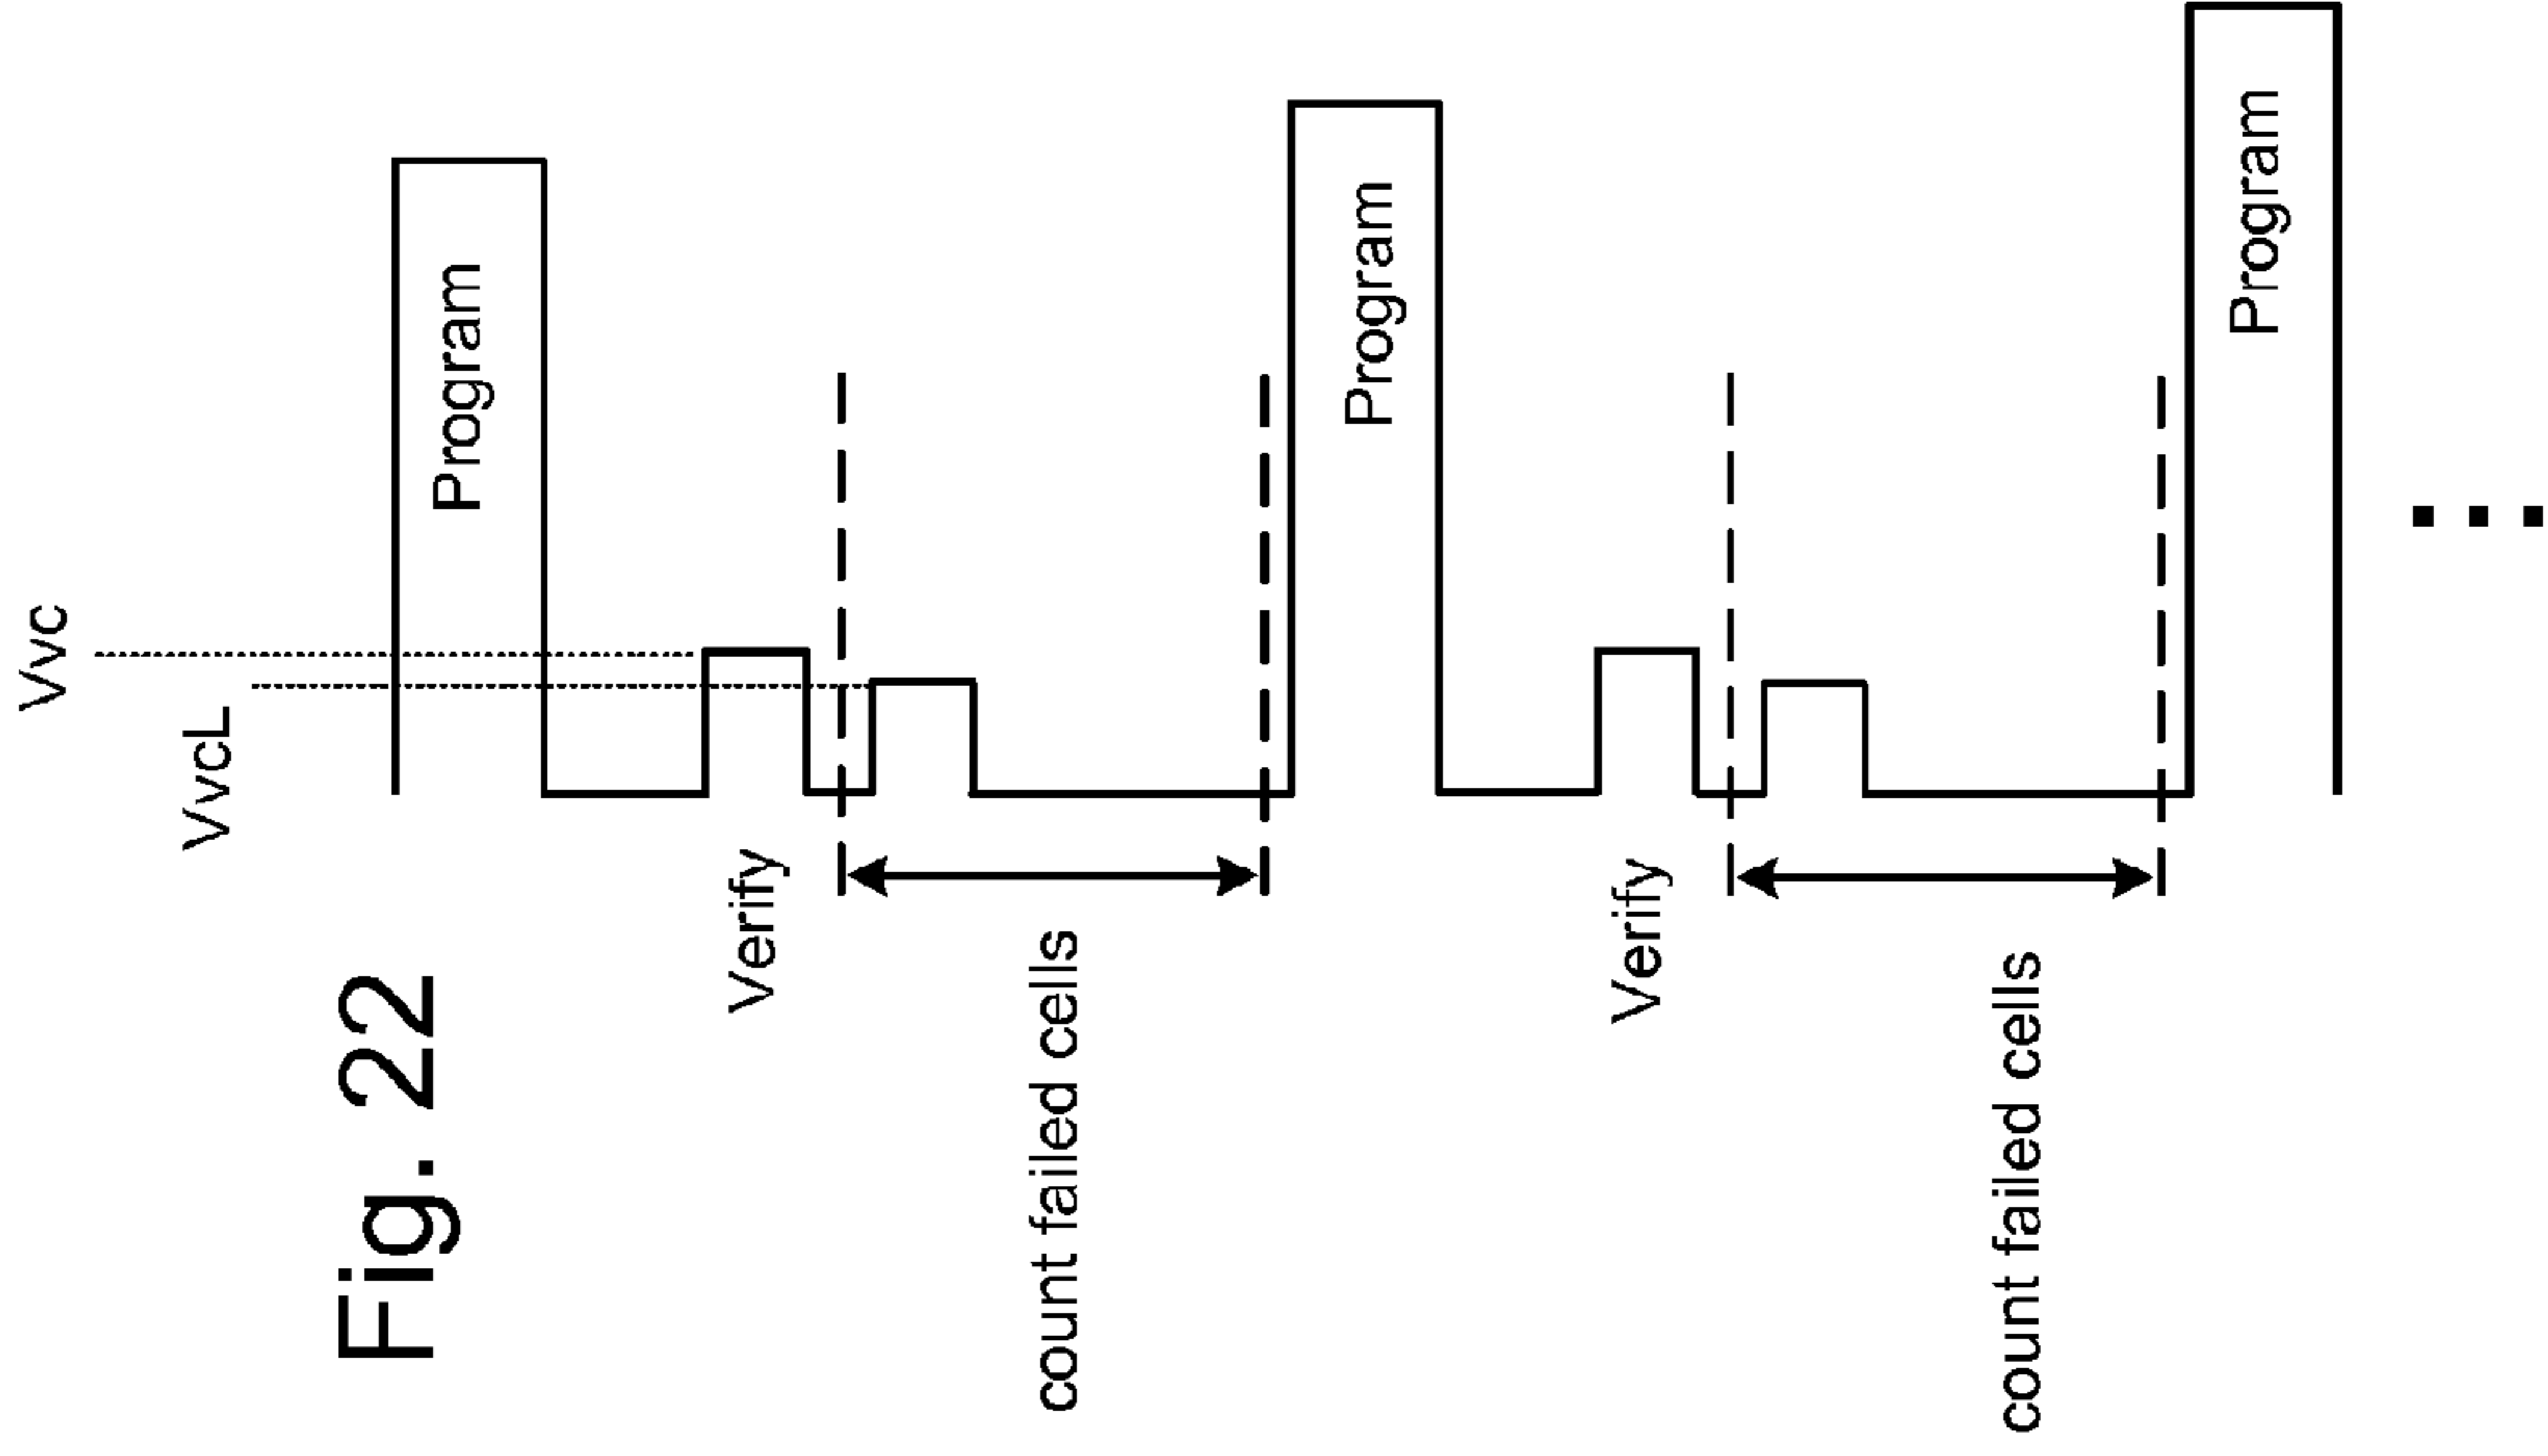 Vvc
VvcL
Program
Program
Program
Verify
Verify
count failed cells
count failed cells
Fig. 22